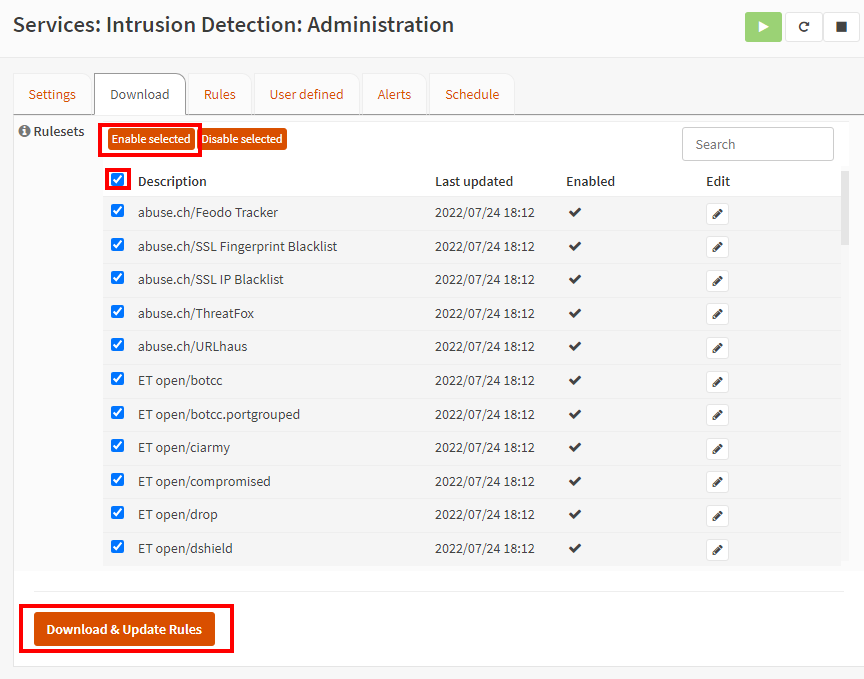 Services: Intrusion Detection: Administration
Settings Download Rules User defined Alerts Schedule
Rulesets Enable selected Disable selected Search
Description Last updated Enabled Edit
abuse.ch/Feodo Tracker 2022/07/24 18:12
abuse.ch/SSL Fingerprint Blacklist 2022/07/24 18:12
abuse.ch/SSL IP Blacklist 2022/07/24 18:12
abuse.ch/ThreatFox 2022/07/24 18:12
abuse.ch/URLhaus 2022/07/24 18:12
ET open/botcc 2022/07/24 18:12
ET open/botcc.portgrouped 2022/07/24 18:12
ET open/ciarmy 2022/07/24 18:12
ET open/compromised 2022/07/24 18:12
ET open/drop 2022/07/24 18:12
ET open/dshield 2022/07/24 18:12
Download & Update Rules